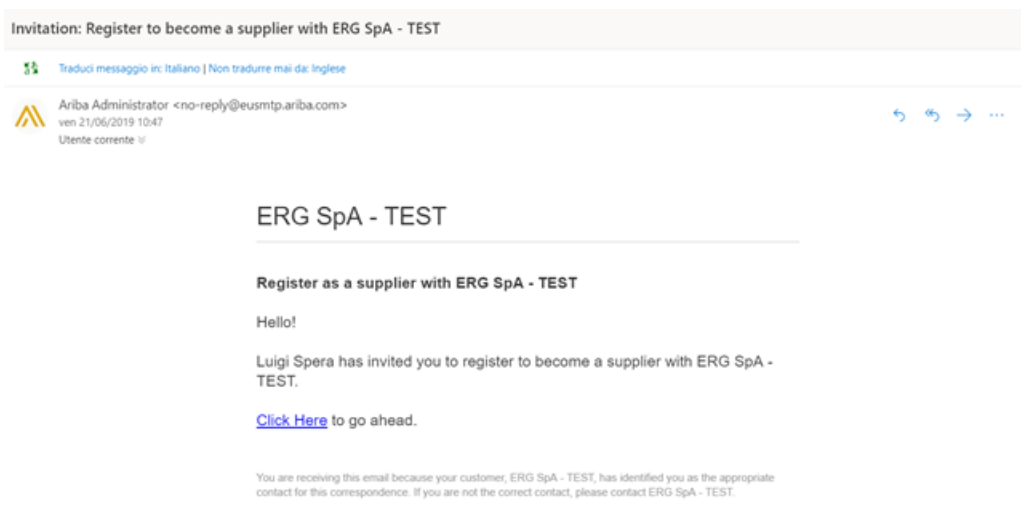 Invitation: Register to become a supplier with ERG SpA - TEST
Traduci messaggio in: Italiano | Non tradurre mai da: Inglese
Ariba Administrator <no-reply@eusmtp.ariba.com>
ven 21/06/2019 10:47
Utente corrente
ERG SpA - TEST
Register as a supplier with ERG SpA - TEST
Hello!
Luigi Spera has invited you to register to become a supplier with ERG SpA -
TEST.
Click Here to go ahead.
You are receiving this email because your customer, ERG SpA - TEST, has identified you as the appropriate
contact for this correspondence. If you are not the correct contact, please contact ERG SpA - TEST.